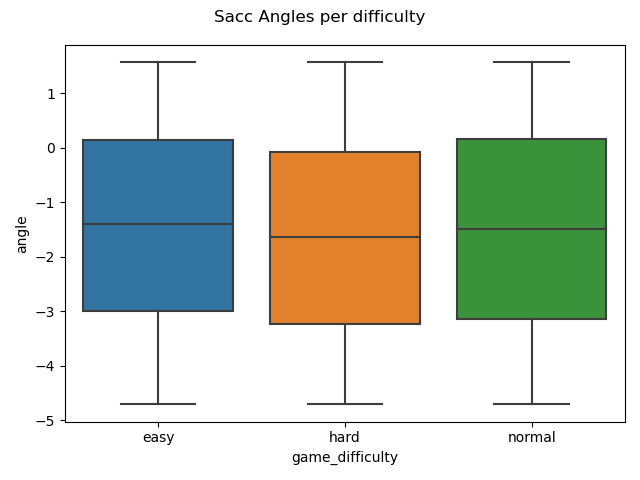 Sacc Angles per difficulty
angle
1
0
−1
−2
−3
−4
−5
easy hard normal
game_difficulty